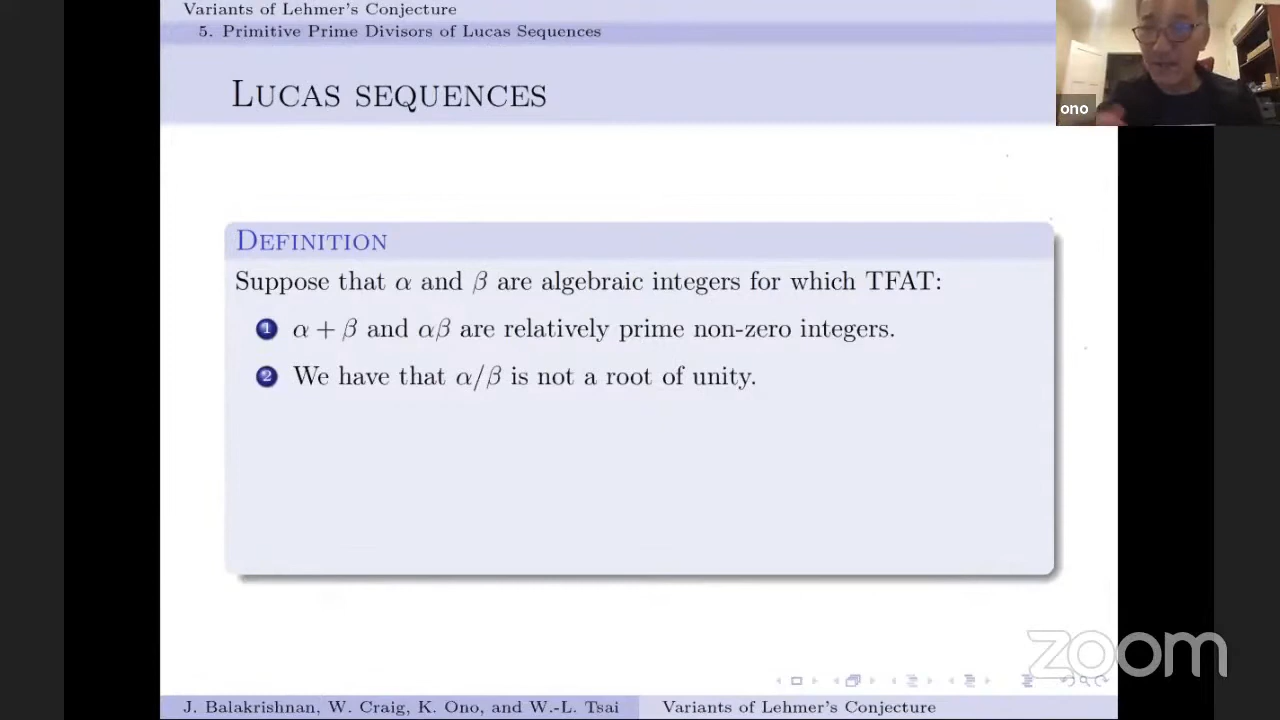 Variants of Lehmer's Conjecture
5. Primitive Prime Divisors of Lucas Sequences
LUCAS SEQUENCES
ono
DEFINITION
Suppose that α and β are algebraic integers for which TFAT:
1 α + β and αβ are relatively prime non-zero integers.
2 We have that α/β is not a root of unity.
zoom
J. Balakrishnan, W. Craig, K. Ono, and W.-L. Tsai Variants of Lehmer's Conjecture